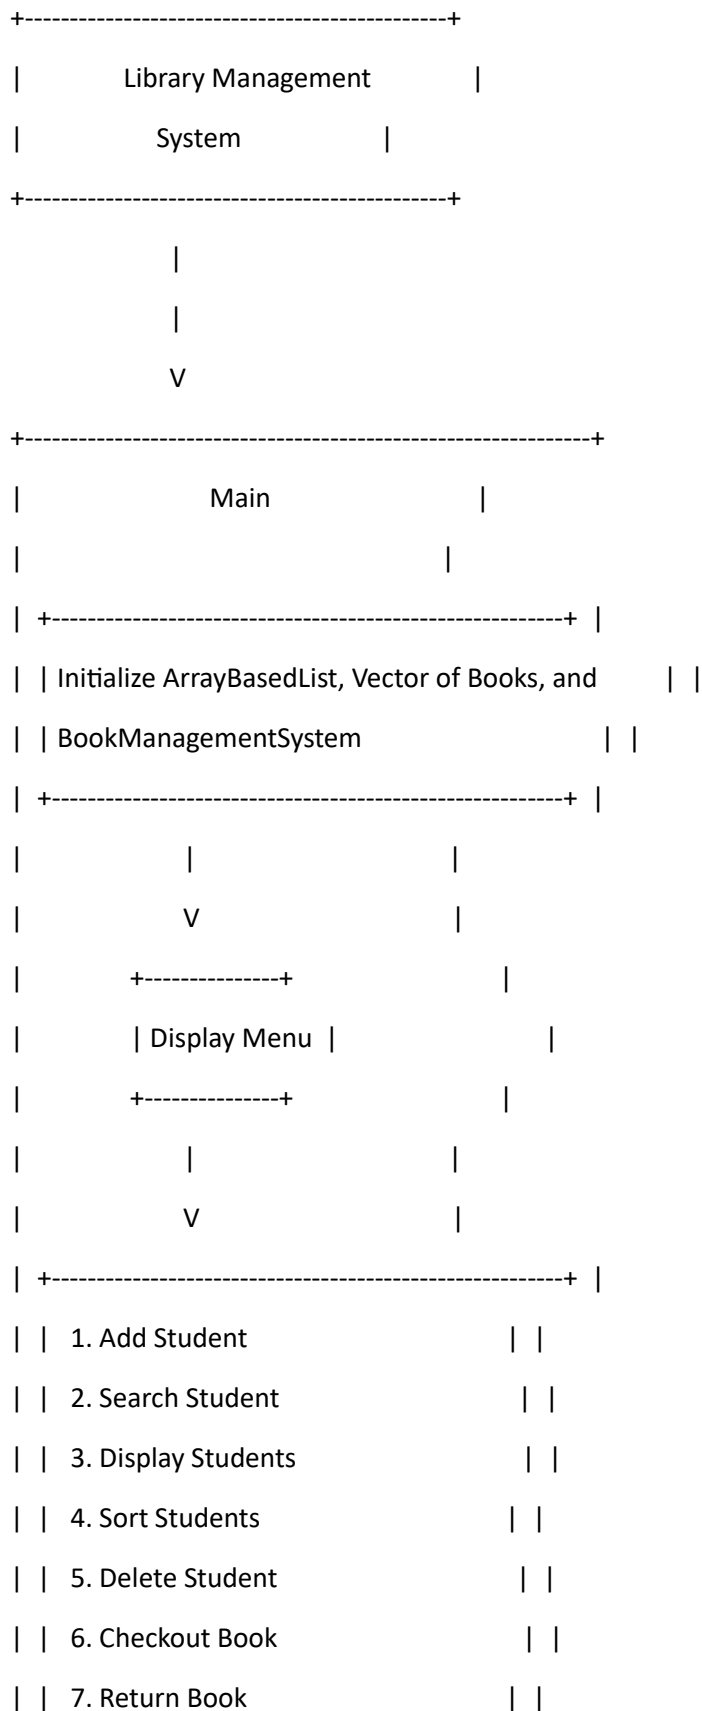 +-----------------------------------------------+
| Library Management |
| System |
+-----------------------------------------------+
|
|
V
+---------------------------------------------------------------+
| Main |
| |
| +---------------------------------------------------------+ |
| | Initialize ArrayBasedList, Vector of Books, and | |
| | BookManagementSystem | |
| +---------------------------------------------------------+ |
| | |
| V |
| +---------------+ |
| | Display Menu | |
| +---------------+ |
| | |
| V |
| +---------------------------------------------------------+ |
| | 1. Add Student | |
| | 2. Search Student | |
| | 3. Display Students | |
| | 4. Sort Students | |
| | 5. Delete Student | |
| | 6. Checkout Book | |
| | 7. Return Book | |